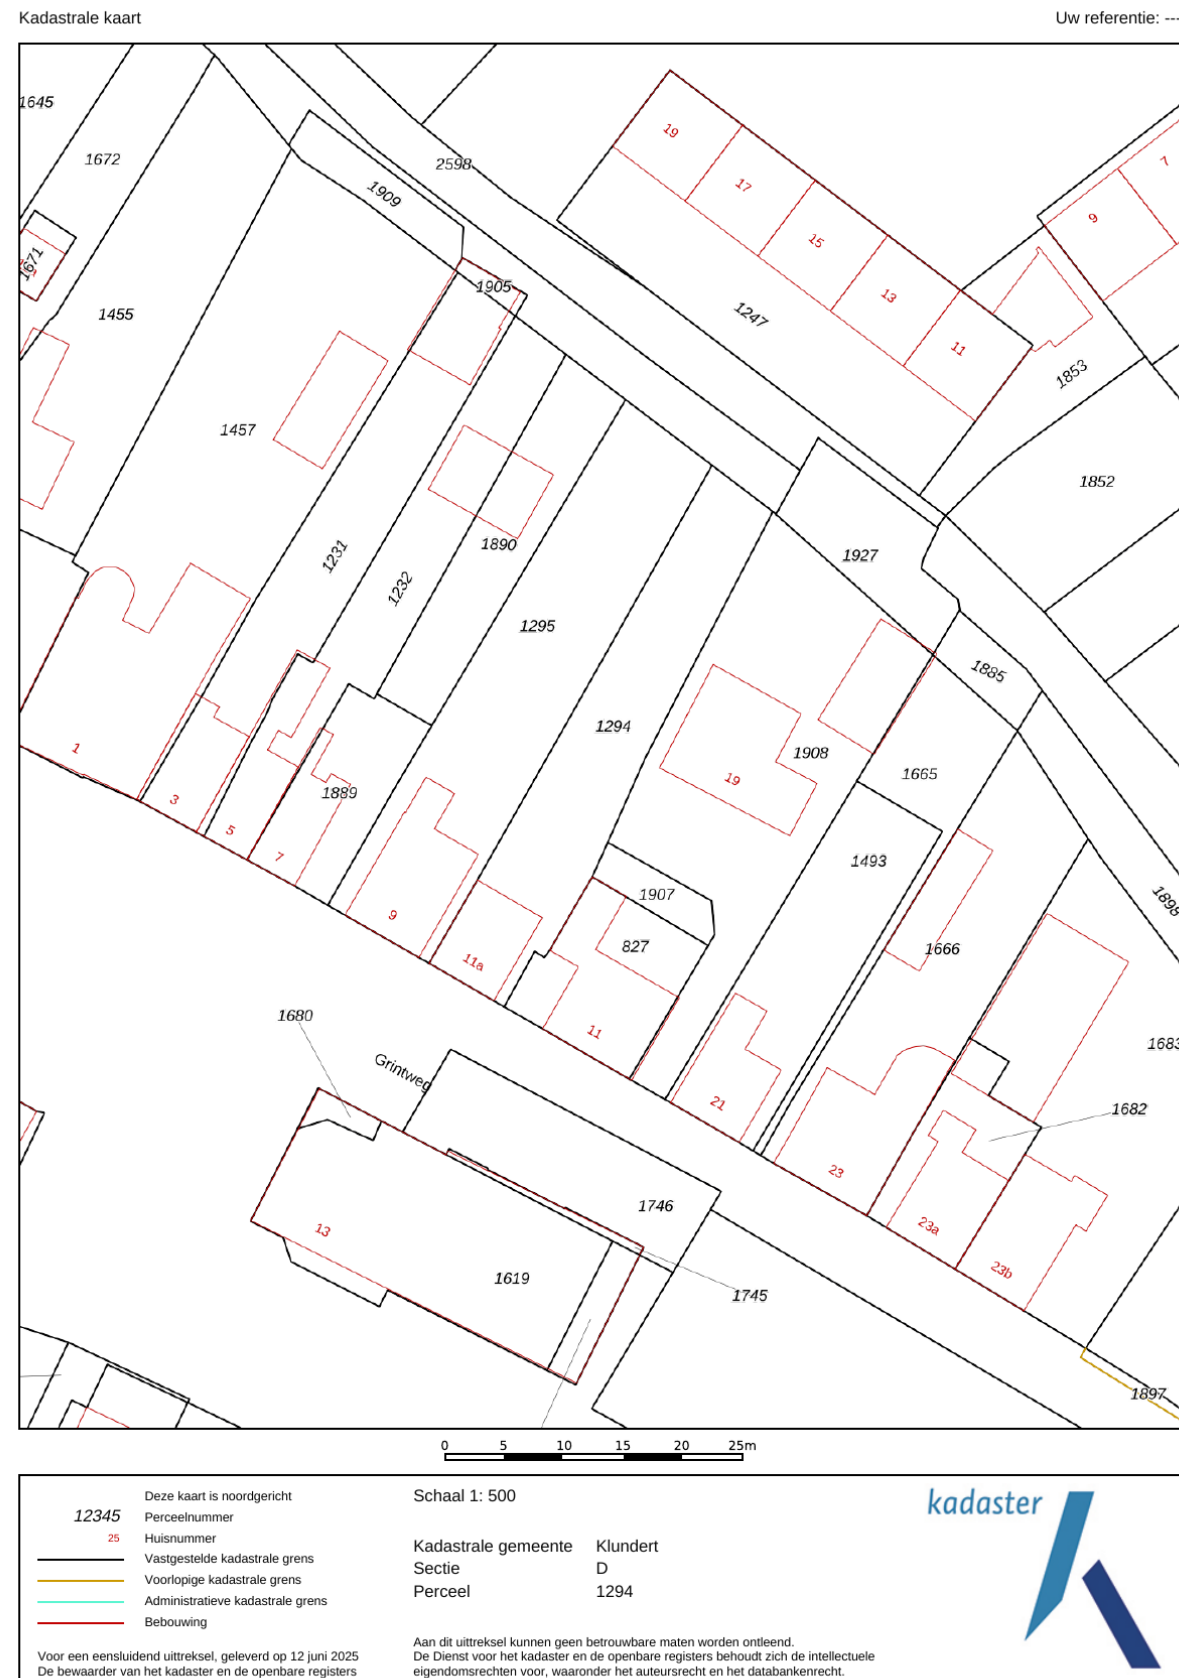 Kadastrale kaart
Uw referentie: ---
1645
1672
2598
19
7
1909
17
9
15
1671
1905
13
1455
1247
11
1853
1457
1852
1231
1890
1927
1232
1295
1885
1294
1
1908
19
1665
3
1889
5
7
1493
1907
1898
9
827
1666
11a
1680
11
1683
Grintweg
21
1682
23
1746
23a
13
23b
1619
1745
1897
0 5 10 15 20 25m
Deze kaart is noordgericht
12345 Perceelnummer
25 Huisnummer
Vastgestelde kadastrale grens
Voorlopige kadastrale grens
Administratieve kadastrale grens
Bebouwing
Voor een eensluidend uittreksel, geleverd op 12 juni 2025
De bewaarder van het kadaster en de openbare registers
Schaal 1: 500
Kadastrale gemeente Klundert
Sectie D
Perceel 1294
Aan dit uittreksel kunnen geen betrouwbare maten worden ontleend.
De Dienst voor het kadaster en de openbare registers behoudt zich de intellectuele
eigendomsrechten voor, waaronder het auteursrecht en het databankenrecht.
kadaster